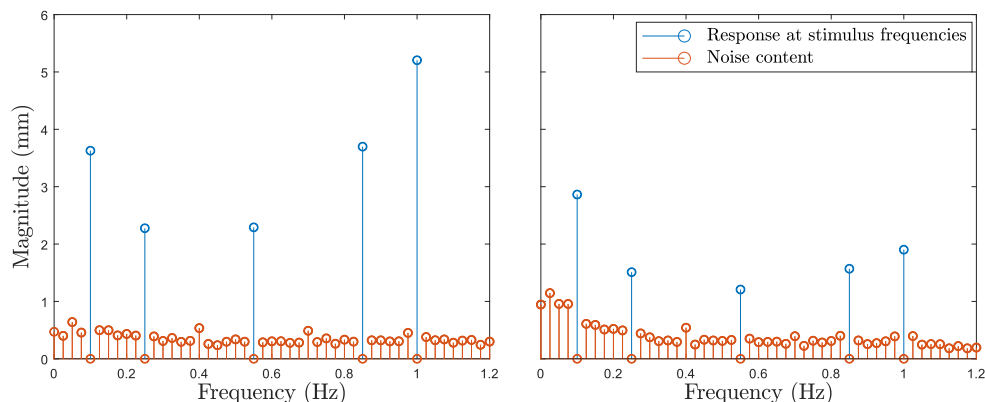 6
5
4
3
2
1
0
Magnitude (mm)
0 0.2 0.4 0.6 0.8 1 1.2
Frequency (Hz)
Response at stimulus frequencies
Noise content
0 0.2 0.4 0.6 0.8 1 1.2
Frequency (Hz)